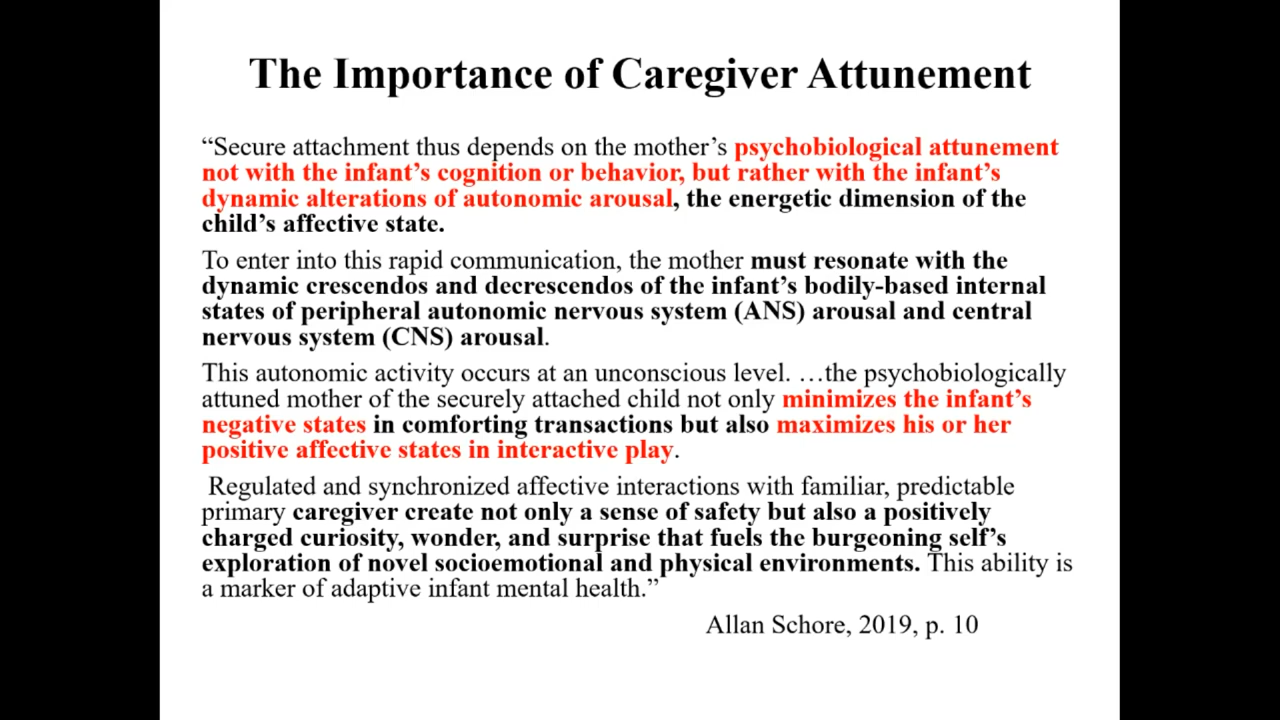 The Importance of Caregiver Attunement
“Secure attachment thus depends on the mother’s psychobiological attunement
not with the infant’s cognition or behavior, but rather with the infant’s
dynamic alterations of autonomic arousal, the energetic dimension of the
child’s affective state.
To enter into this rapid communication, the mother must resonate with the
dynamic crescendos and decrescendos of the infant’s bodily-based internal
states of peripheral autonomic nervous system (ANS) arousal and central
nervous system (CNS) arousal.
This autonomic activity occurs at an unconscious level. …the psychobiologically
attuned mother of the securely attached child not only minimizes the infant’s
negative states in comforting transactions but also maximizes his or her
positive affective states in interactive play.
Regulated and synchronized affective interactions with familiar, predictable
primary caregiver create not only a sense of safety but also a positively
charged curiosity, wonder, and surprise that fuels the burgeoning self’s
exploration of novel socioemotional and physical environments. This ability is
a marker of adaptive infant mental health.”
Allan Schore, 2019, p. 10